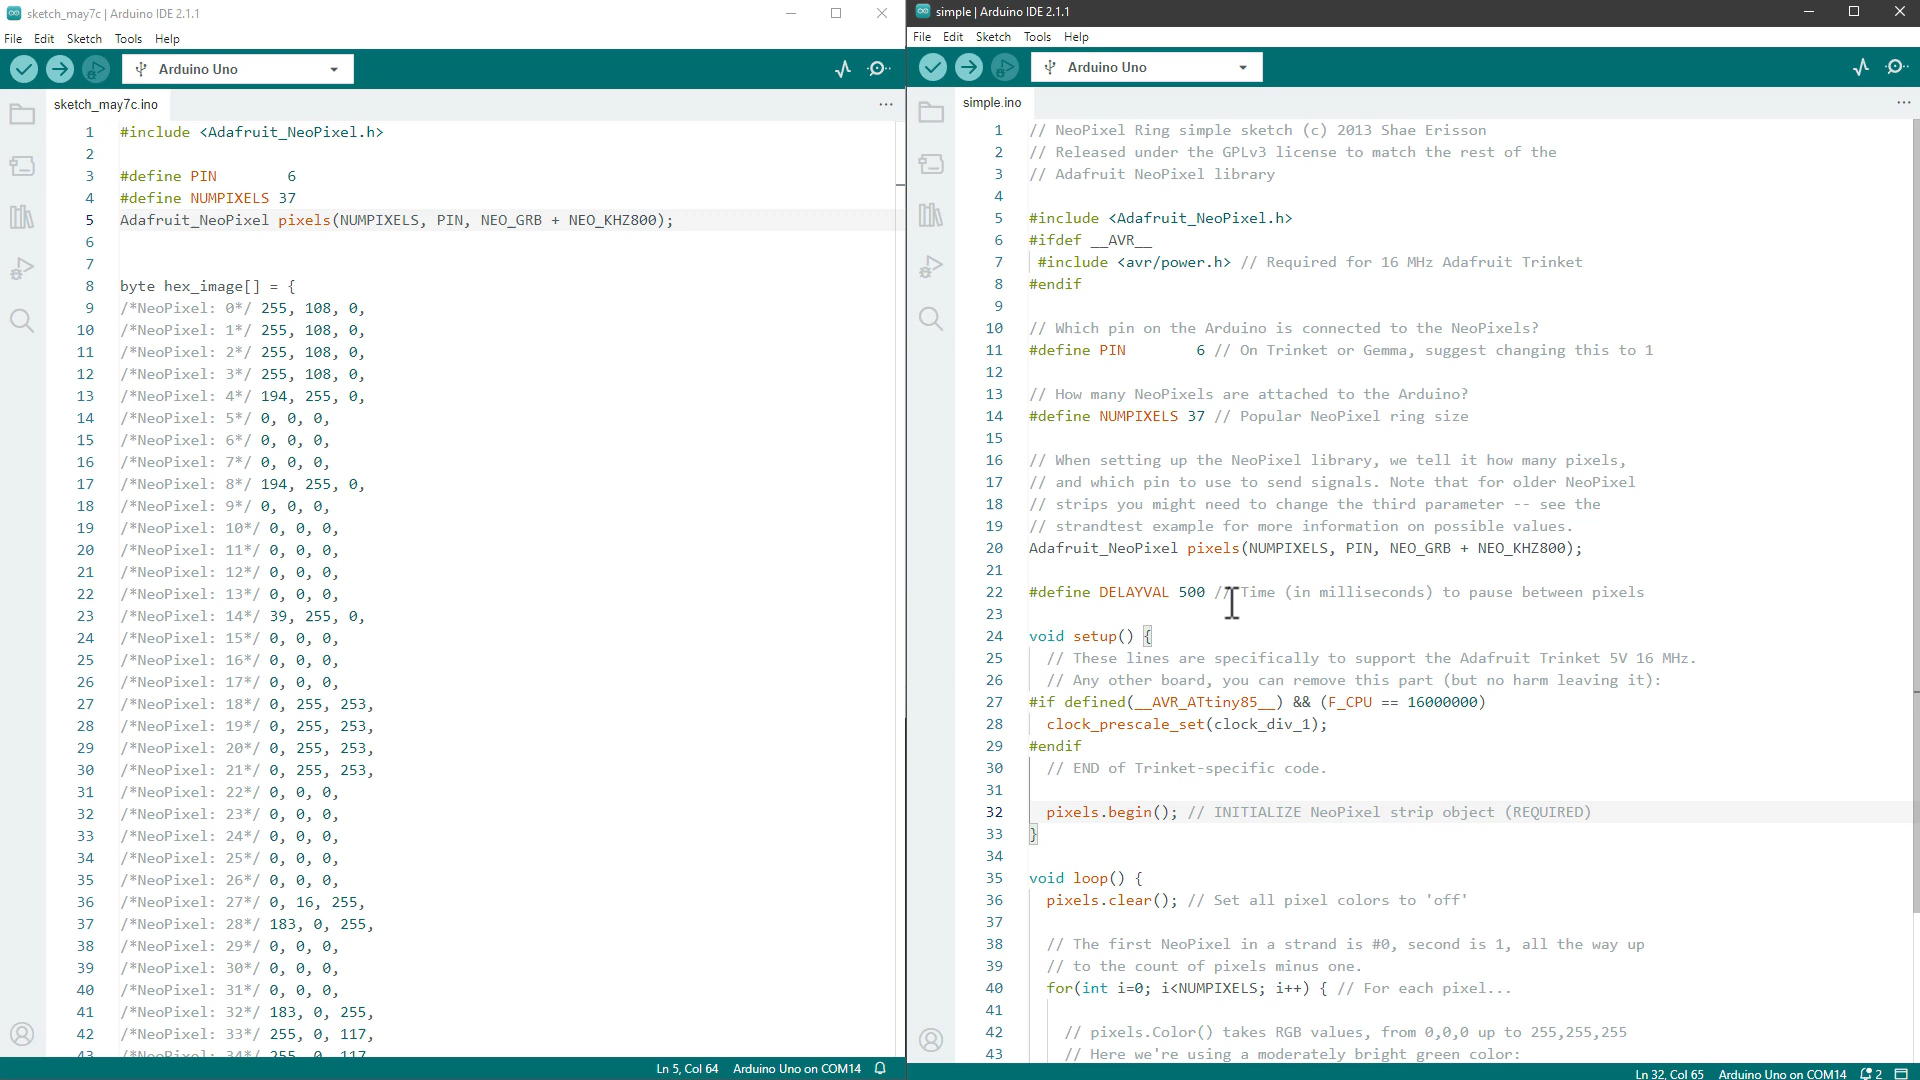 sketch_may7c | Arduino IDE 2.1.1
File Edit Sketch Tools Help
Arduino Uno
sketch_may7c.ino
1 #include <Adafruit_NeoPixel.h>
2
3 #define PIN 6
4 #define NUMPIXELS 37
5 Adafruit_NeoPixel pixels(NUMPIXELS, PIN, NEO_GRB + NEO_KHZ800);
6
7
8 byte hex_image[] = {
9 /*NeoPixel: 0*/ 255, 108, 0,
10 /*NeoPixel: 1*/ 255, 108, 0,
11 /*NeoPixel: 2*/ 255, 108, 0,
12 /*NeoPixel: 3*/ 255, 108, 0,
13 /*NeoPixel: 4*/ 194, 255, 0,
14 /*NeoPixel: 5*/ 0, 0, 0,
15 /*NeoPixel: 6*/ 0, 0, 0,
16 /*NeoPixel: 7*/ 0, 0, 0,
17 /*NeoPixel: 8*/ 194, 255, 0,
18 /*NeoPixel: 9*/ 0, 0, 0,
19 /*NeoPixel: 10*/ 0, 0, 0,
20 /*NeoPixel: 11*/ 0, 0, 0,
21 /*NeoPixel: 12*/ 0, 0, 0,
22 /*NeoPixel: 13*/ 0, 0, 0,
23 /*NeoPixel: 14*/ 39, 255, 0,
24 /*NeoPixel: 15*/ 0, 0, 0,
25 /*NeoPixel: 16*/ 0, 0, 0,
26 /*NeoPixel: 17*/ 0, 0, 0,
27 /*NeoPixel: 18*/ 0, 255, 253,
28 /*NeoPixel: 19*/ 0, 255, 253,
29 /*NeoPixel: 20*/ 0, 255, 253,
30 /*NeoPixel: 21*/ 0, 255, 253,
31 /*NeoPixel: 22*/ 0, 0, 0,
32 /*NeoPixel: 23*/ 0, 0, 0,
33 /*NeoPixel: 24*/ 0, 0, 0,
34 /*NeoPixel: 25*/ 0, 0, 0,
35 /*NeoPixel: 26*/ 0, 0, 0,
36 /*NeoPixel: 27*/ 0, 16, 255,
37 /*NeoPixel: 28*/ 183, 0, 255,
38 /*NeoPixel: 29*/ 0, 0, 0,
39 /*NeoPixel: 30*/ 0, 0, 0,
40 /*NeoPixel: 31*/ 0, 0, 0,
41 /*NeoPixel: 32*/ 183, 0, 255,
42 /*NeoPixel: 33*/ 255, 0, 117,
43 /*NeoPixel: 34*/ 255, 0, 117,
Ln 5, Col 64 Arduino Uno on COM14
simple | Arduino IDE 2.1.1
File Edit Sketch Tools Help
Arduino Uno
simple.ino
1 // NeoPixel Ring simple sketch (c) 2013 Shae Erisson
2 // Released under the GPLv3 license to match the rest of the
3 // Adafruit NeoPixel library
4
5 #include <Adafruit_NeoPixel.h>
6 #ifdef __AVR__
7 #include <avr/power.h> // Required for 16 MHz Adafruit Trinket
8 #endif
9
10 // Which pin on the Arduino is connected to the NeoPixels?
11 #define PIN 6 // On Trinket or Gemma, suggest changing this to 1
12
13 // How many NeoPixels are attached to the Arduino?
14 #define NUMPIXELS 37 // Popular NeoPixel ring size
15
16 // When setting up the NeoPixel library, we tell it how many pixels,
17 // and which pin to use to send signals. Note that for older NeoPixel
18 // strips you might need to change the third parameter -- see the
19 // strandtest example for more information on possible values.
20 Adafruit_NeoPixel pixels(NUMPIXELS, PIN, NEO_GRB + NEO_KHZ800);
21
22 #define DELAYVAL 500 // Time (in milliseconds) to pause between pixels
23
24 void setup() {
25 // These lines are specifically to support the Adafruit Trinket 5V 16 MHz.
26 // Any other board, you can remove this part (but no harm leaving it):
27 #if defined(__AVR_ATtiny85__) && (F_CPU == 16000000)
28 clock_prescale_set(clock_div_1);
29 #endif
30 // END of Trinket-specific code.
31
32 pixels.begin(); // INITIALIZE NeoPixel strip object (REQUIRED)
33 }
34
35 void loop() {
36 pixels.clear(); // Set all pixel colors to 'off'
37
38 // The first NeoPixel in a strand is #0, second is 1, all the way up
39 // to the count of pixels minus one.
40 for(int i=0; i<NUMPIXELS; i++) { // For each pixel...
41
42 // pixels.Color() takes RGB values, from 0,0,0 up to 255,255,255
43 // Here we're using a moderately bright green color:
Ln 32, Col 65 Arduino Uno on COM14 2